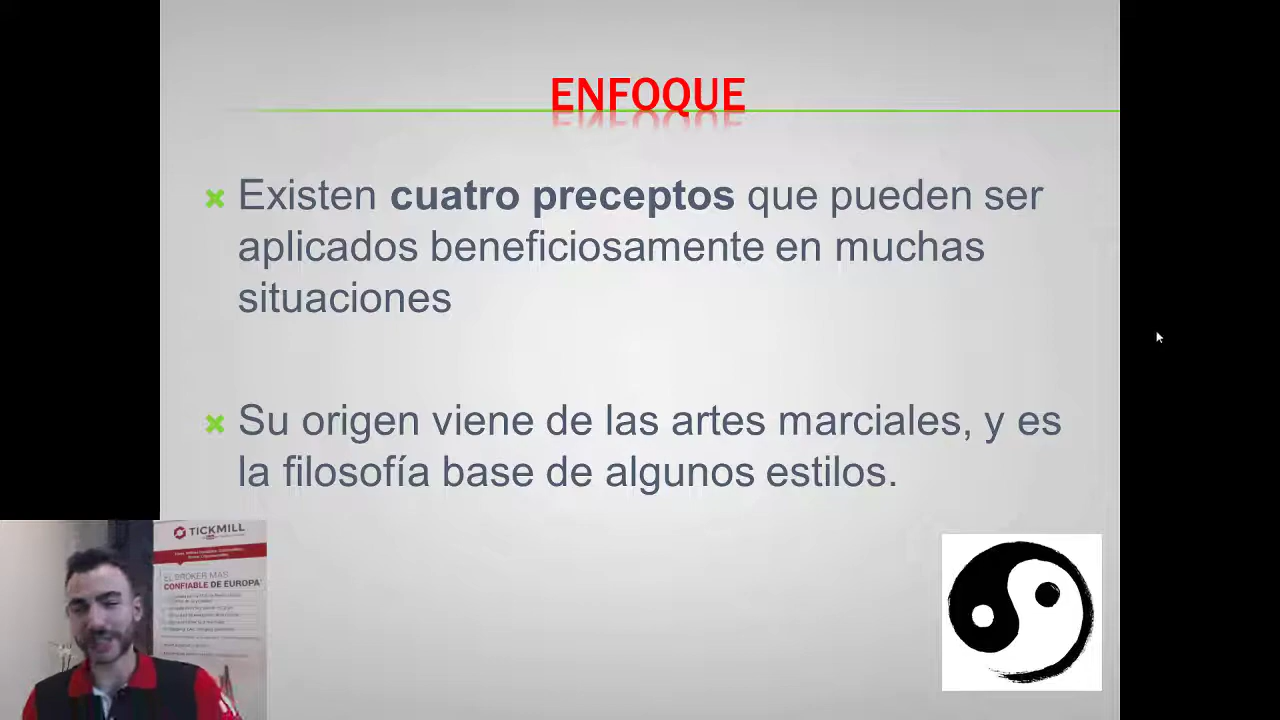 ENFOQUE
Existen cuatro preceptos que pueden ser
aplicados beneficiosamente en muchas
situaciones
Su origen viene de las artes marciales, y es
la filosofía base de algunos estilos.
TICKMILL
EL BROKER MÁS
CONFIABLE DE EUROPA